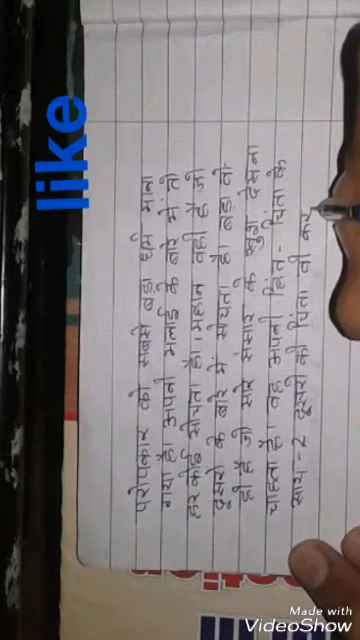 परोपकार को सबसे बड़ा धर्म माना
गया है। अपनी भलाई के बारे में तो
हर कोई सोचता है। महान वही है जो
दूसरो के बारे में सोचता है। बड़ा तो
ही है जो सारे संसार को सुखी देखना
चाहता है। वह अपनी हित - चिंता के
साथ - 2 दूसरो की चिंता भी कर
like
Made with
VideoShow